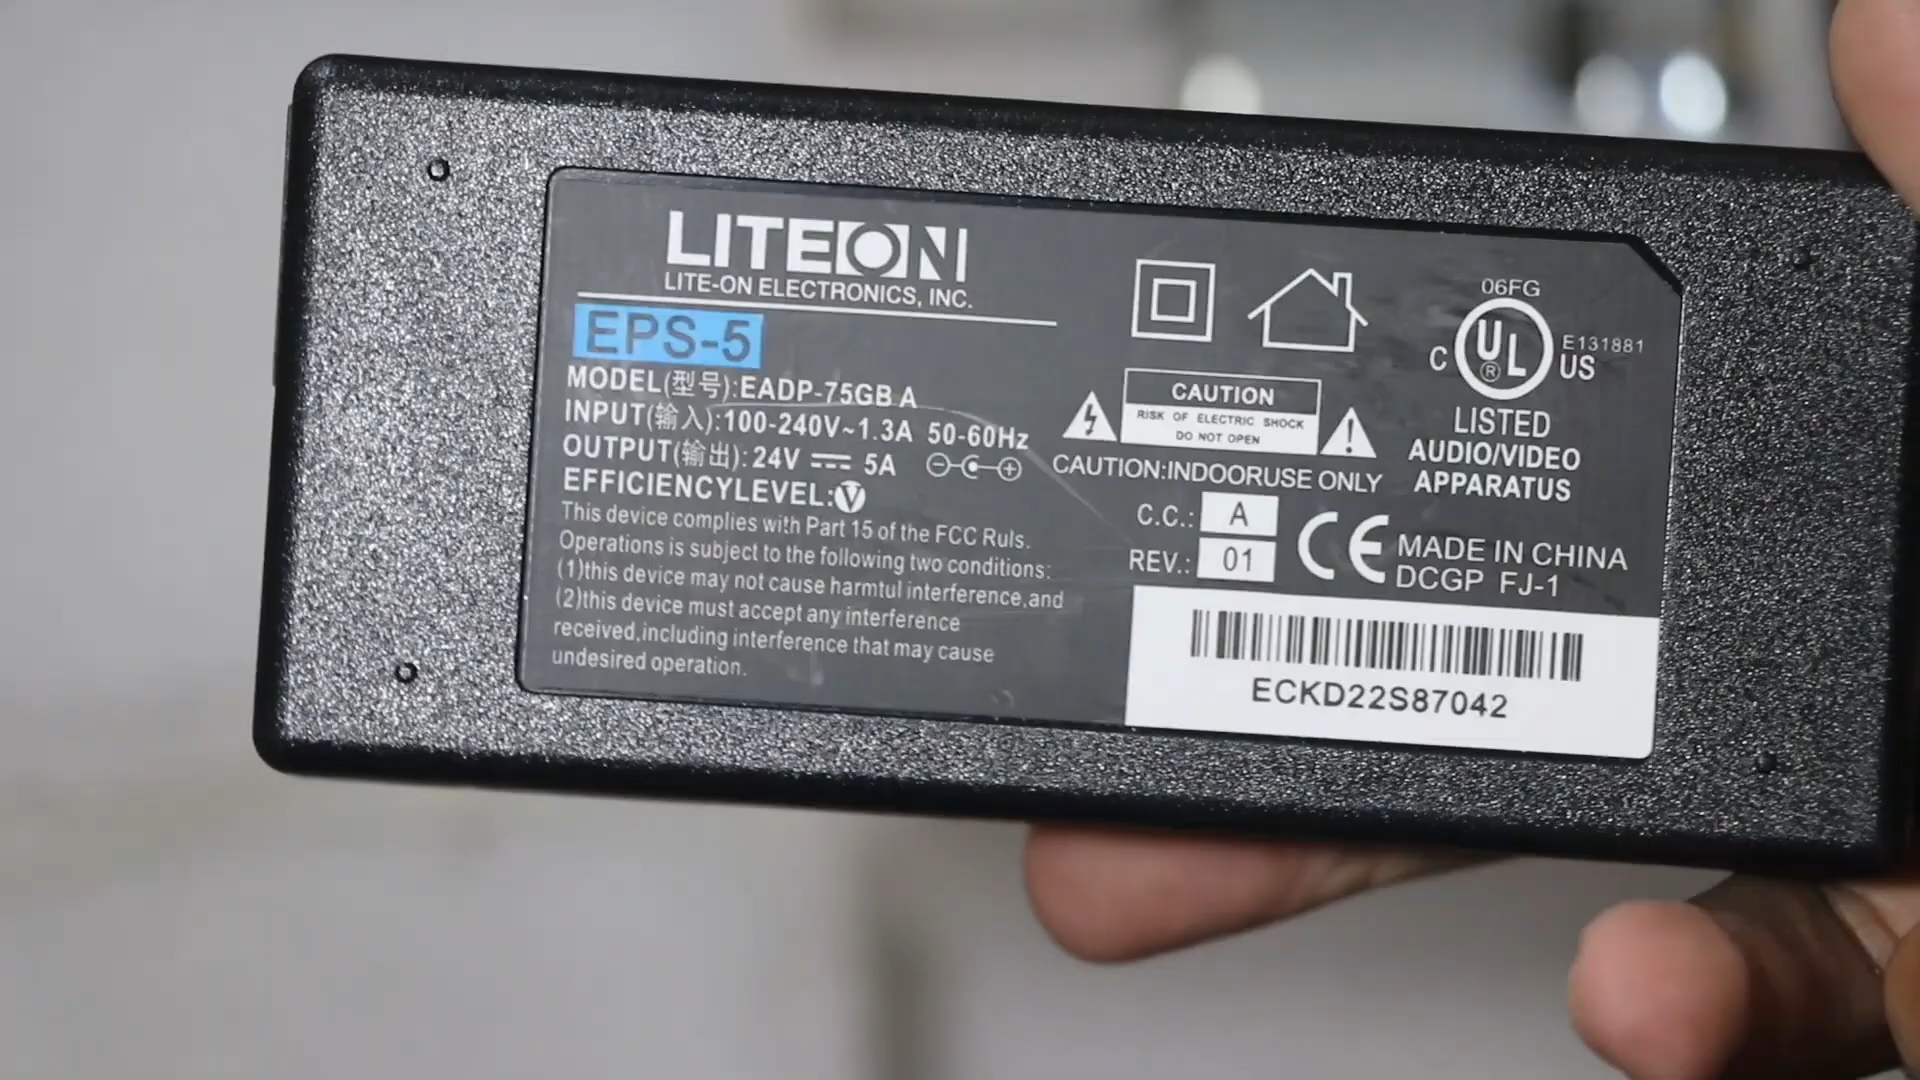 LITEON
LITE-ON ELECTRONICS, INC.
EPS-5
MODEL(型号):EADP-75GB A
INPUT(输入):100-240V~1.3A 50-60Hz
OUTPUT(输出):24V 5A
EFFICIENCYLEVEL:V
This device complies with Part 15 of the FCC Ruls.
Operations is subject to the following two conditions:
(1)this device may not cause harmtul interference,and
(2)this device must accept any interference
received,including interference that may cause
undesired operation.
06FG
C UL ® US E131881
LISTED
AUDIO/VIDEO
APPARATUS
CAUTION
RISK OF ELECTRIC SHOCK
DO NOT OPEN
CAUTION:INDOORUSE ONLY
C.C.: A
REV.: 01
CE
MADE IN CHINA
DCGP FJ-1
ECKD22S87042